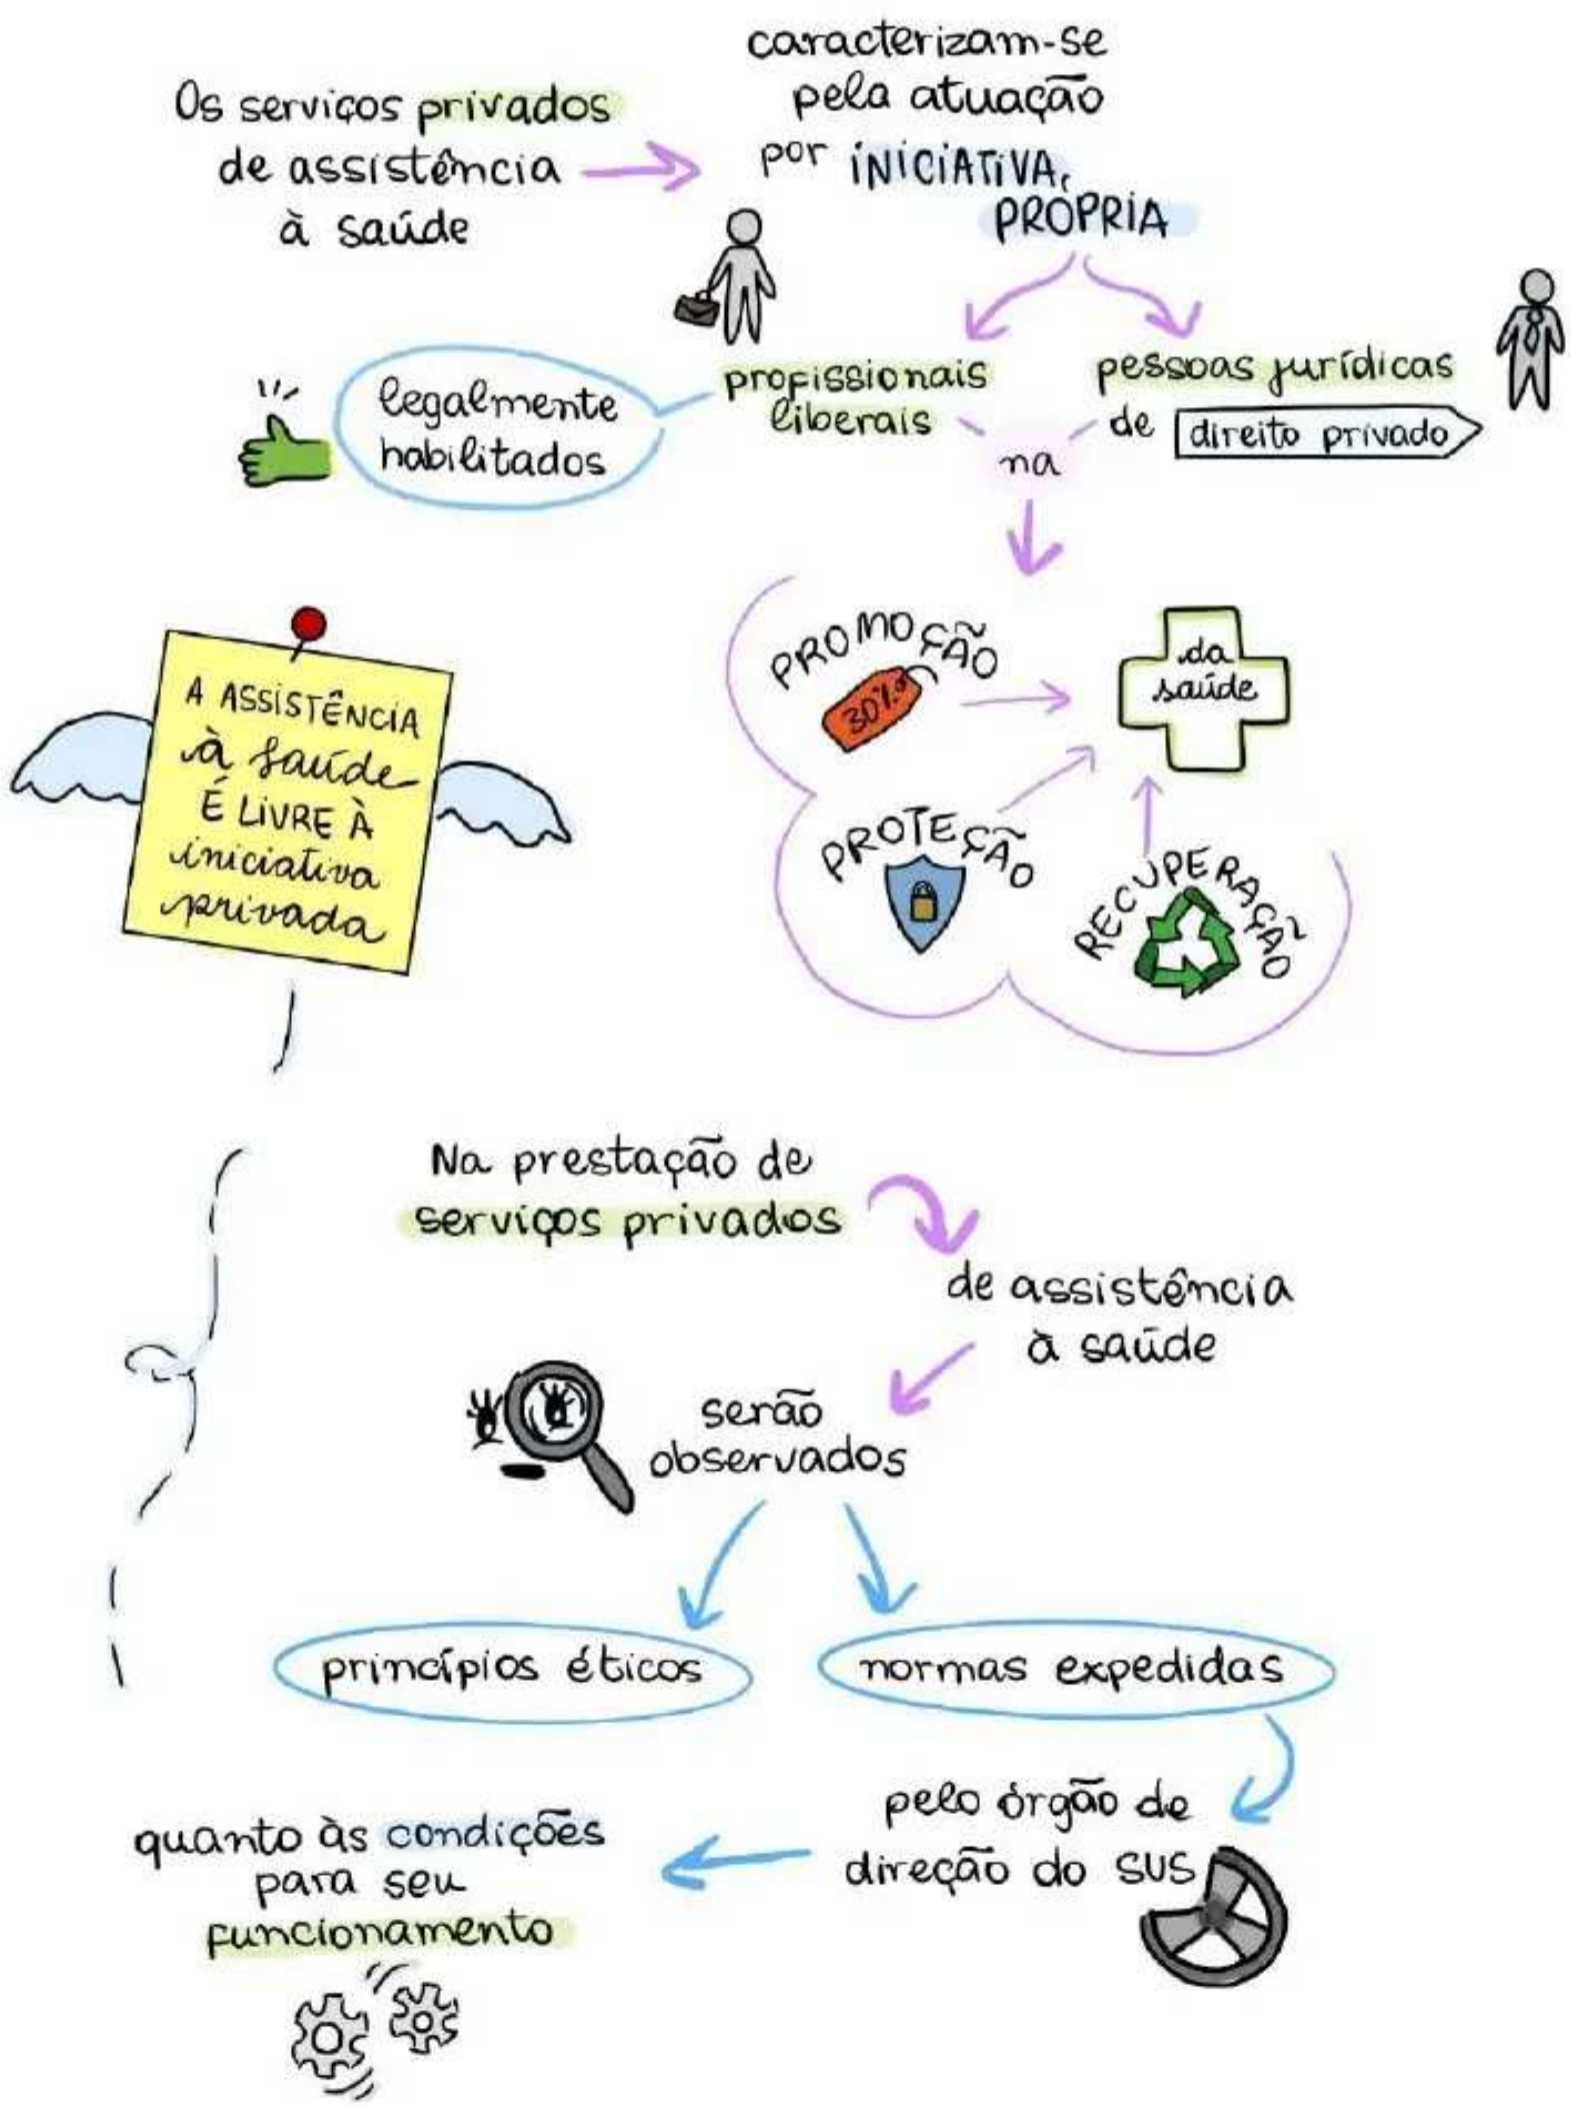 Os serviços privados
de assistência
à saúde
caracterizam-se
pela atuação
por INICIATIVA
PRÓPRIA
profissionais
liberais
legalmente
habilitados
pessoas jurídicas
de direito privado
na
PROMOÇÃO
30%
PROTEÇÃO
RECUPERAÇÃO
da
saúde
A ASSISTÊNCIA
à saúde
É LIVRE À
iniciativa
privada
Na prestação de
serviços privados
de assistência
à saúde
serão
observados
princípios éticos
normas expedidas
pelo órgão de
direção do SUS
quanto às condições
para seu
funcionamento